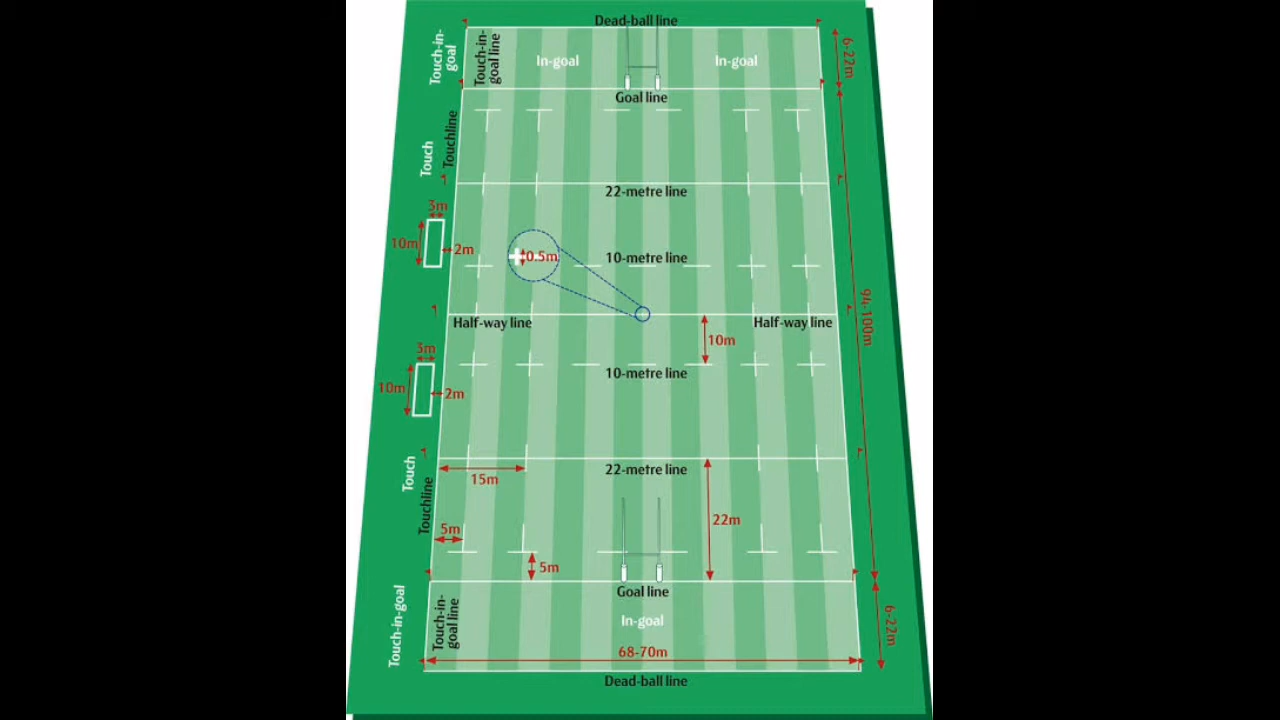 Dead-ball line
Touch-in-
goal
Touch-in-
goal line
In-goal
In-goal
6-22m
Goal line
Touch
Touchline
22-metre line
3m
10m
2m
0.5m
10-metre line
94-100m
Half-way line
Half-way line
10m
3m
10-metre line
10m
2m
22-metre line
Touch
Touchline
15m
22m
5m
5m
Goal line
Touch-in-goal
Touch-in-
goal line
In-goal
6-22m
68-70m
Dead-ball line